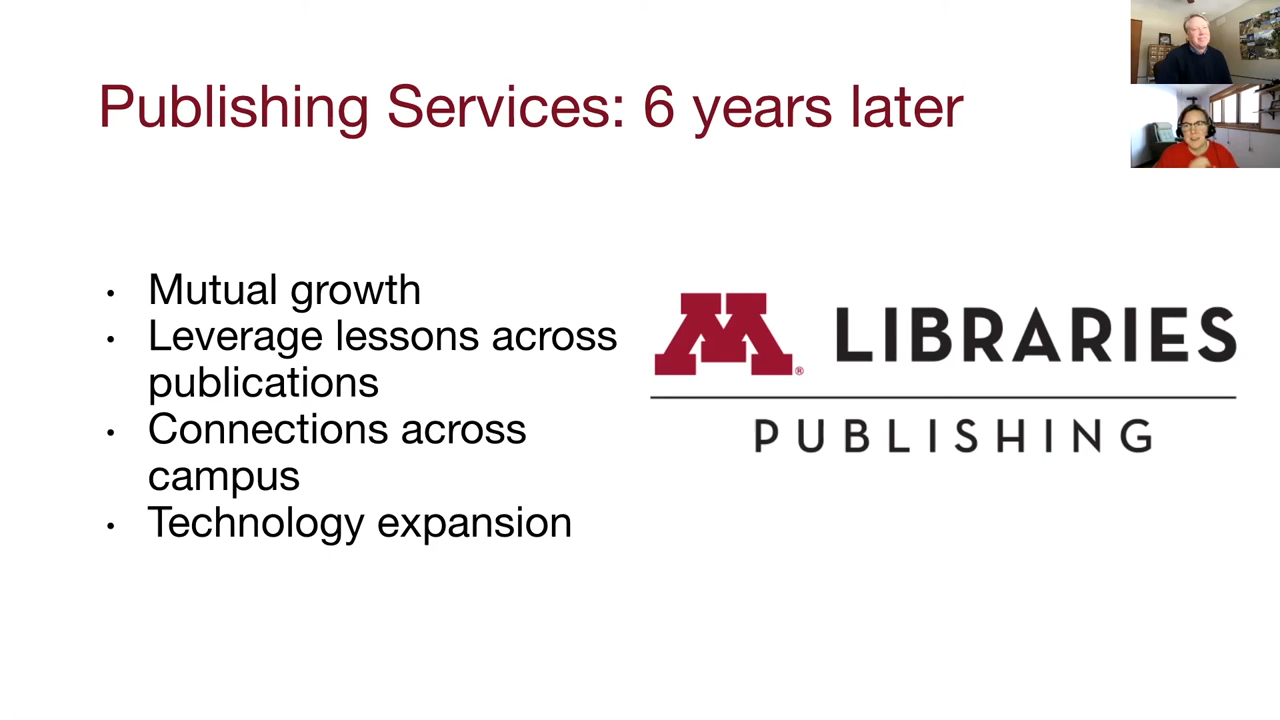 Publishing Services: 6 years later
• Mutual growth
• Leverage lessons across
publications
• Connections across
campus
• Technology expansion
M®
LIBRARIES
PUBLISHING